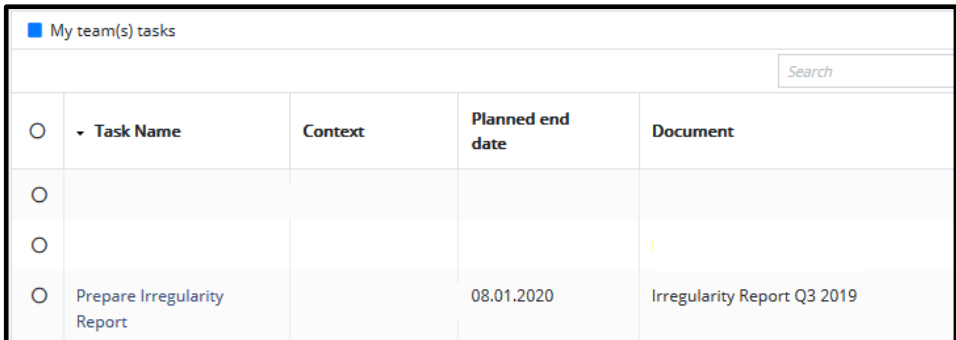 My team(s) tasks
Search
Task Name
Context
Planned end
date
Document
Prepare Irregularity
Report
08.01.2020
Irregularity Report Q3 2019